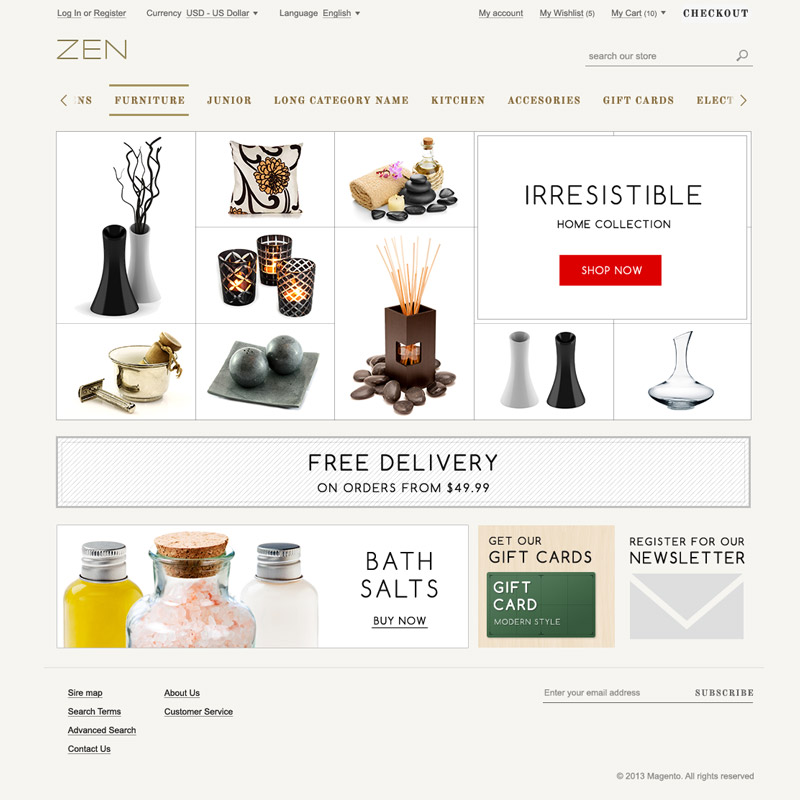 Log In or Register Currency USD - US Dollar Language English My account My Wishlist (5) My Cart (10) CHECKOUT
ZEN
search our store
NS FURNITURE JUNIOR LONG CATEGORY NAME KITCHEN ACCESORIES GIFT CARDS ELECT
IRRESISTIBLE
HOME COLLECTION
SHOP NOW
FREE DELIVERY
ON ORDERS FROM $49.99
BATH
SALTS
BUY NOW
GET OUR
GIFT CARDS
GIFT
CARD
MODERN STYLE
REGISTER FOR OUR
NEWSLETTER
Sire map About Us
Search Terms Customer Service
Advanced Search
Contact Us
Enter your email address SUBSCRIBE
© 2013 Magento. All rights reserved